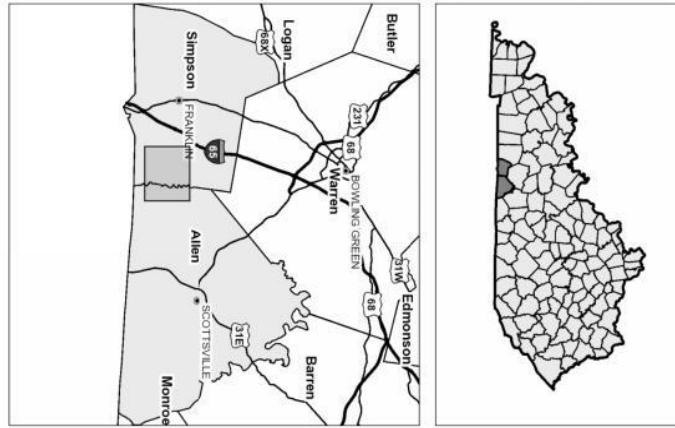 Butler
Logan
68X
Simpson
FRANKLIN
65
231
68
BOWLING GREEN
Warren
31W
Edmonson
68
Allen
SCOTTSVILLE
31E
Barren
Monroe